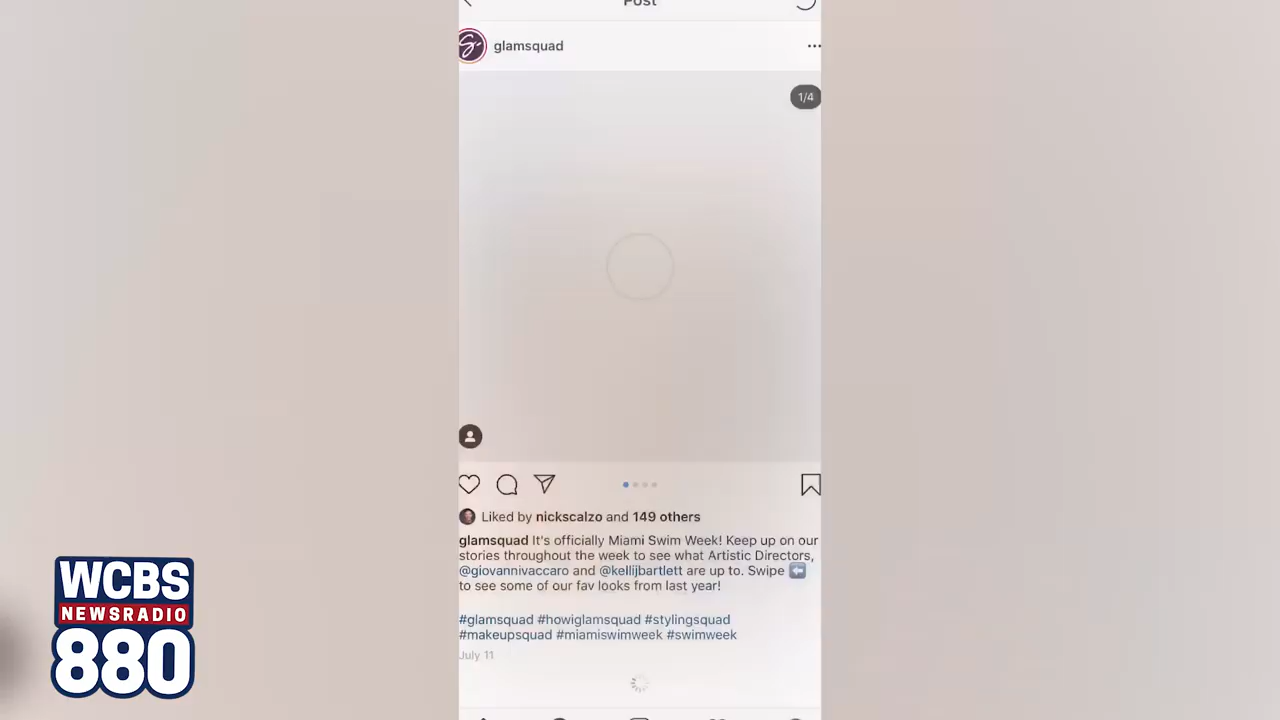 Post
glamsquad
1/4
Liked by nickscalzo and 149 others
glamsquad It's officially Miami Swim Week! Keep up on our
stories throughout the week to see what Artistic Directors,
@giovannivaccaro and @kellijbartlett are up to. Swipe ⬅️
to see some of our fav looks from last year!
#glamsquad #howiglamsquad #stylingsquad
#makeupsquad #miamiswimweek #swimweek
July 11
WCBS
NEWSRADIO
880